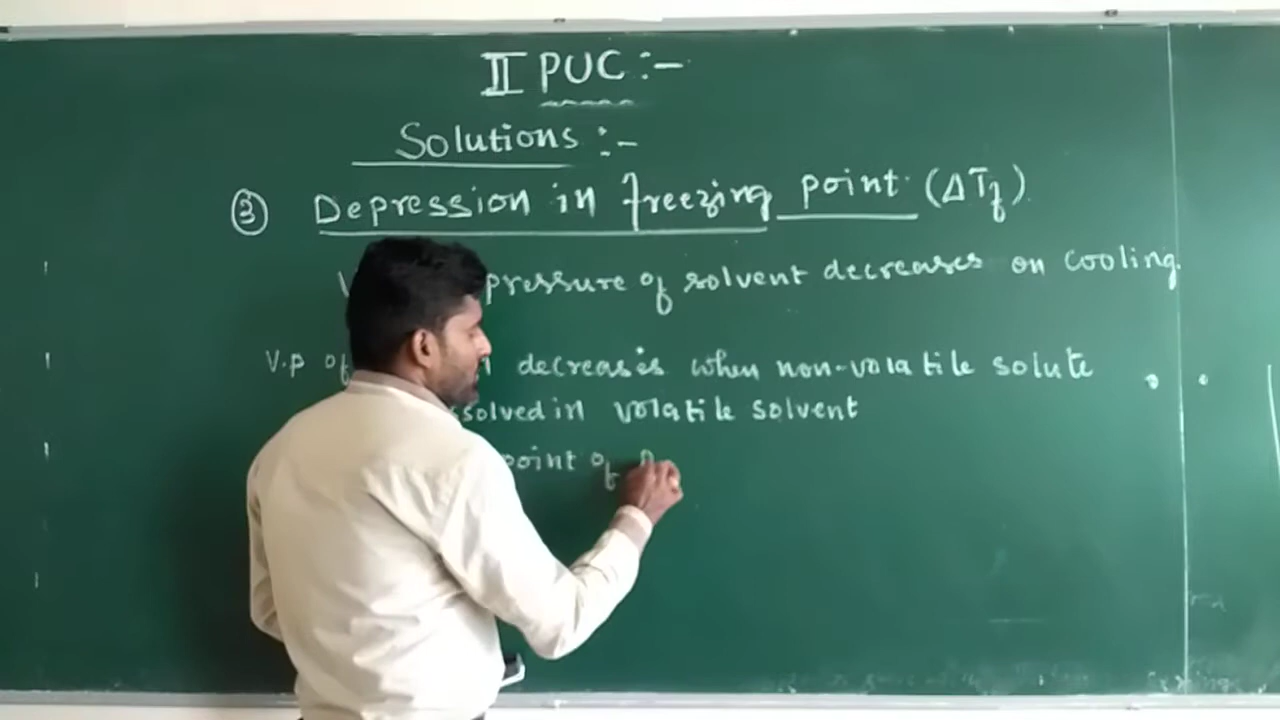 II PUC :-
Solutions :-
③ Depression in freezing point (ΔTf)
pressure of solvent decreases on cooling.
V.p of decreases when non-volatile solute
solved in volatile solvent
point of